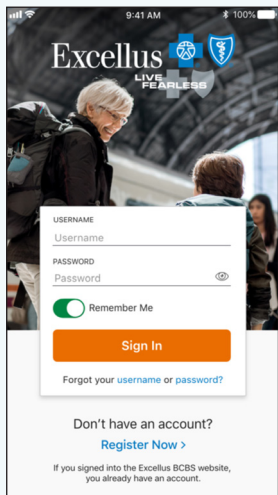 9:41 AM
100%
Excellus
LIVE
FEARLESS
USERNAME
Username
PASSWORD
Password
Remember Me
Sign In
Forgot your username or password?
Don't have an account?
Register Now >
If you signed into the Excellus BCBS website,
you already have an account.